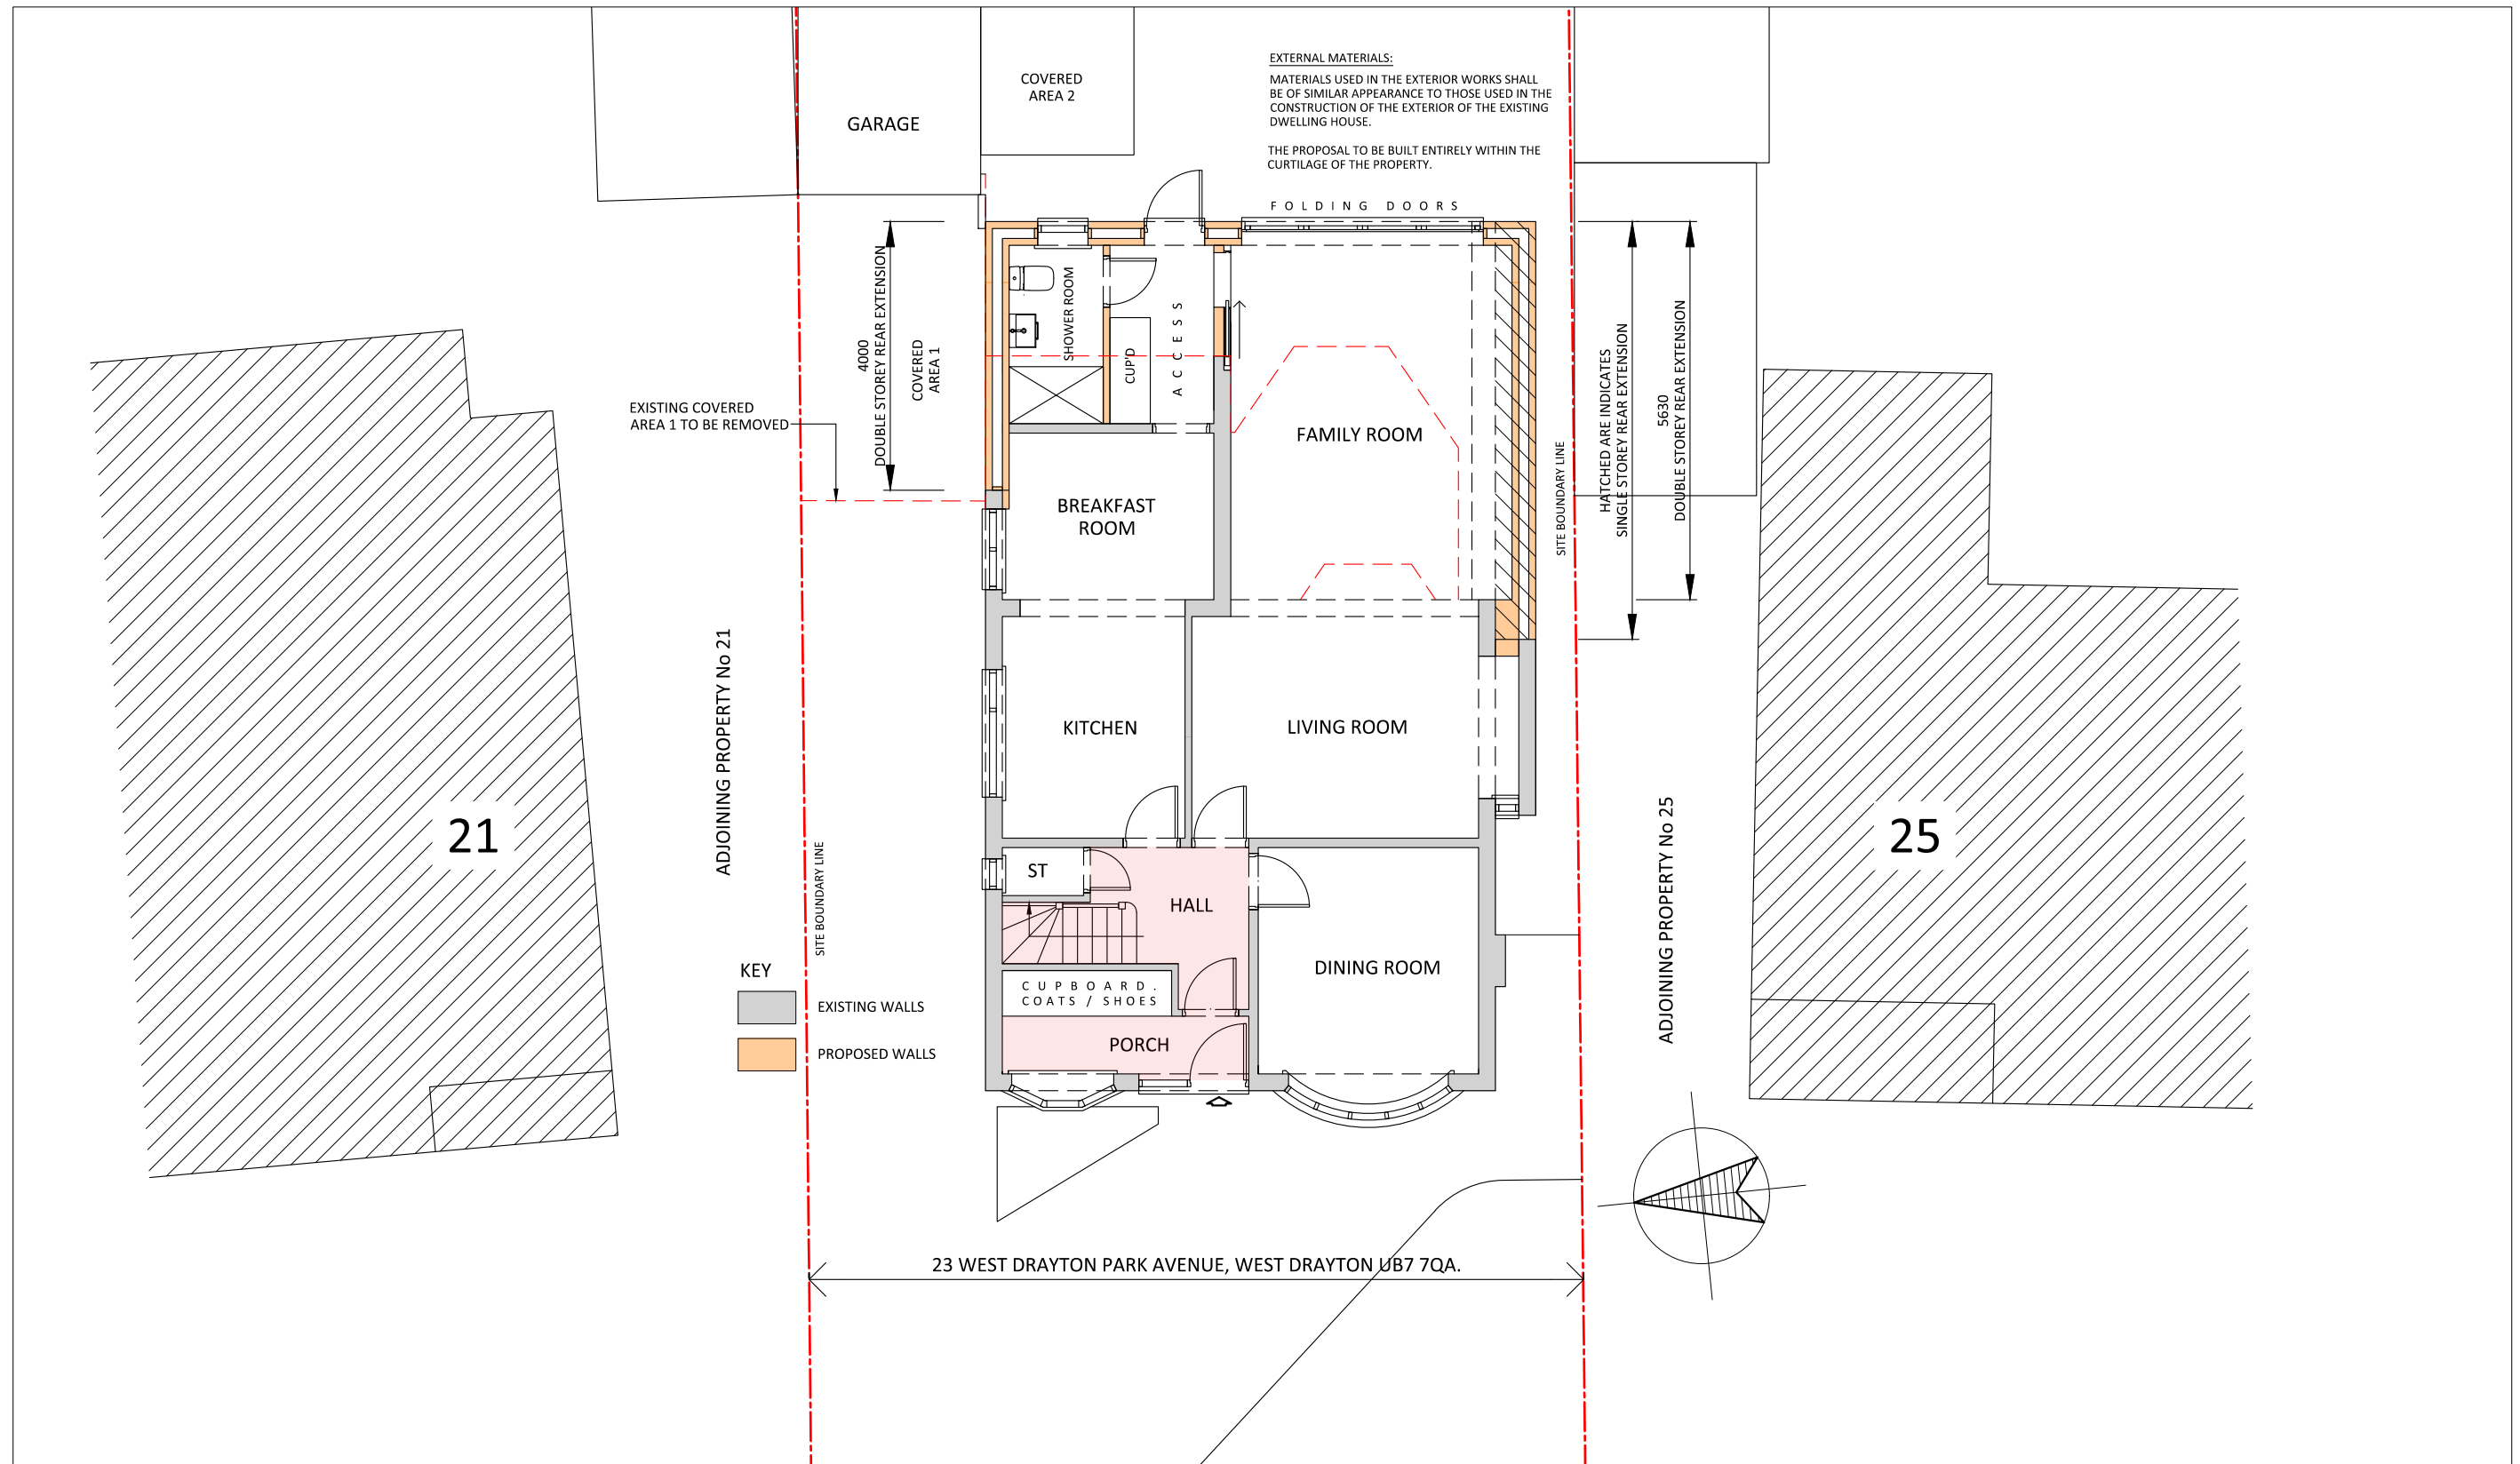 COVERED
AREA 2
GARAGE
EXTERNAL MATERIALS:
MATERIALS USED IN THE EXTERIOR WORKS SHALL
BE OF SIMILAR APPEARANCE TO THOSE USED IN THE
CONSTRUCTION OF THE EXTERIOR OF THE EXISTING
DWELLING HOUSE.
THE PROPOSAL TO BE BUILT ENTIRELY WITHIN THE
CURTILAGE OF THE PROPERTY.
FOLDING DOORS
4000
DOUBLE STOREY REAR EXTENSION
COVERED
AREA 1
SHOWER ROOM
CUP'D
ACCESS
EXISTING COVERED
AREA 1 TO BE REMOVED
FAMILY ROOM
BREAKFAST
ROOM
SITE BOUNDARY LINE
HATCHED ARE INDICATES
SINGLE STOREY REAR EXTENSION
5630
DOUBLE STOREY REAR EXTENSION
KITCHEN
LIVING ROOM
ADJOINING PROPERTY No 21
21
25
ADJOINING PROPERTY No 25
SITE BOUNDARY LINE
ST
HALL
DINING ROOM
CUPBOARD.
COATS / SHOES
PORCH
KEY
EXISTING WALLS
PROPOSED WALLS
23 WEST DRAYTON PARK AVENUE, WEST DRAYTON UB7 7QA.